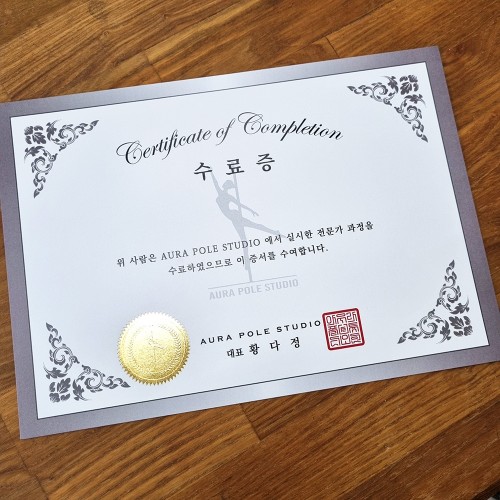 Certificate of Completion
수료증
위 사람은 AURA POLE STUDIO 에서 실시한 전문가 과정을
수료하였으므로 이 증서를 수여합니다.
AURA POLE STUDIO
AURA POLE STUDIO
대표 황다정